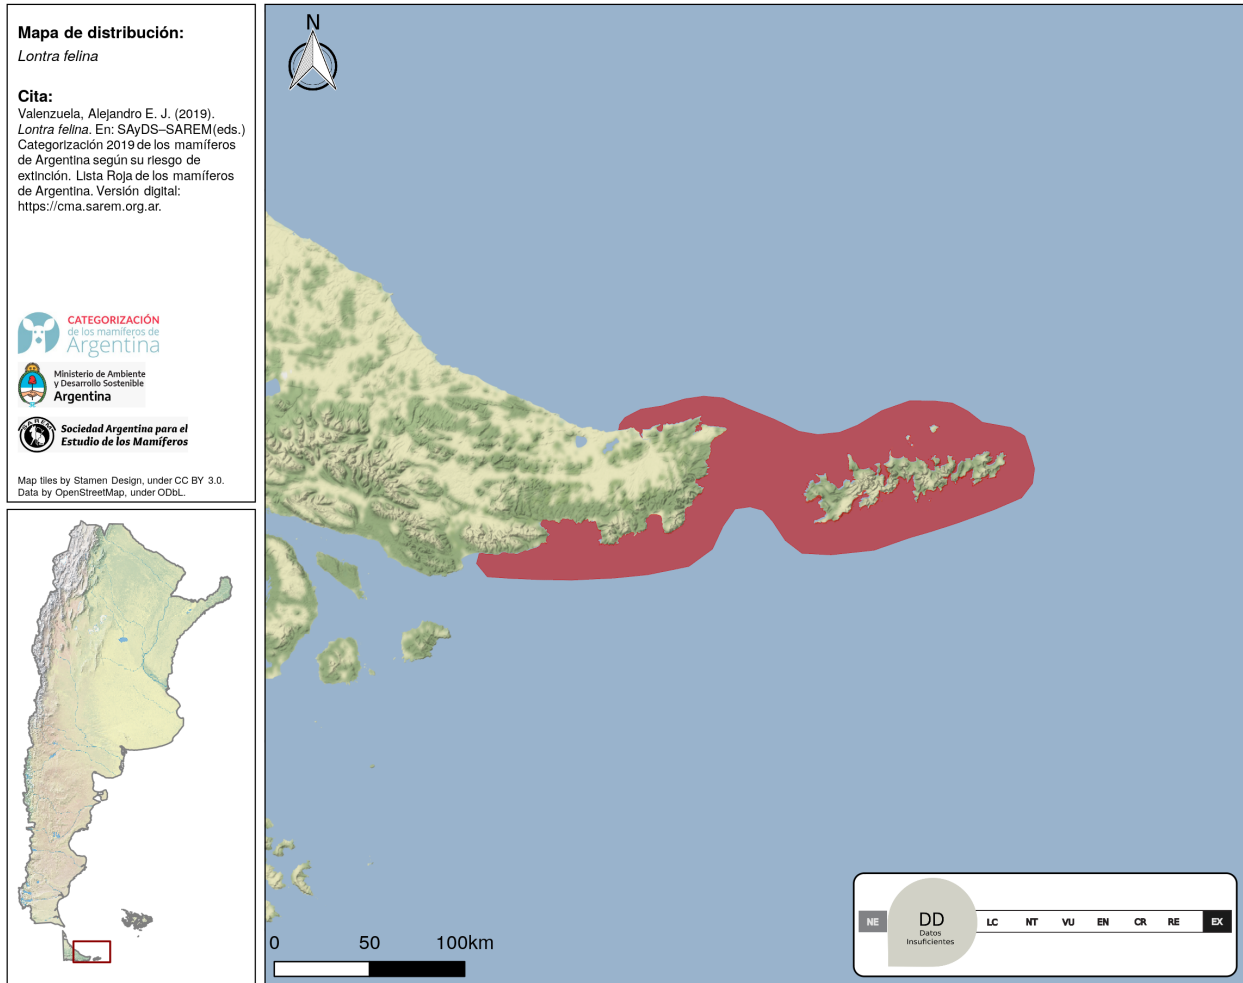 Mapa de distribución:
Lontra felina
Cita:
Valenzuela, Alejandro E. J. (2019).
Lontra felina. En: SAyDS–SAREM(eds.)
Categorización 2019 de los mamíferos
de Argentina según su riesgo de
extinción. Lista Roja de los mamíferos
de Argentina. Versión digital:
https://cma.sarem.org.ar.
CATEGORIZACIÓN
de los mamíferos de
Argentina
Ministerio de Ambiente
y Desarrollo Sostenible
Argentina
SAREM
Sociedad Argentina para el
Estudio de los Mamíferos
Map tiles by Stamen Design, under CC BY 3.0.
Data by OpenStreetMap, under ODbL.
N
0 50 100km
NE DD LC NT VU EN CR RE EX
Datos
Insuficientes